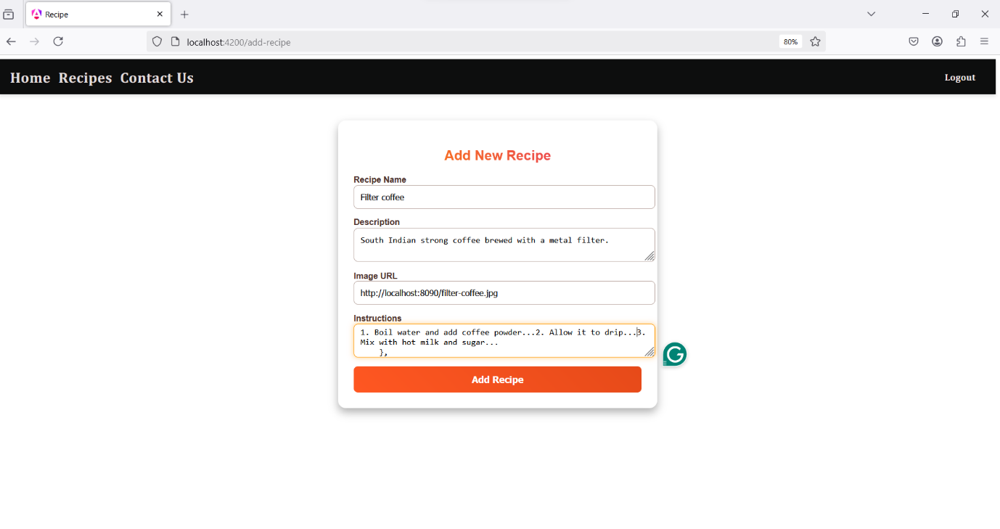 Recipe
localhost:4200/add-recipe
80%
Home Recipes Contact Us
Logout
Add New Recipe
Recipe Name
Filter coffee
Description
South Indian strong coffee brewed with a metal filter.
Image URL
http://localhost:8090/filter-coffee.jpg
Instructions
1. Boil water and add coffee powder...2. Allow it to drip...3.
Mix with hot milk and sugar...
},
G
Add Recipe